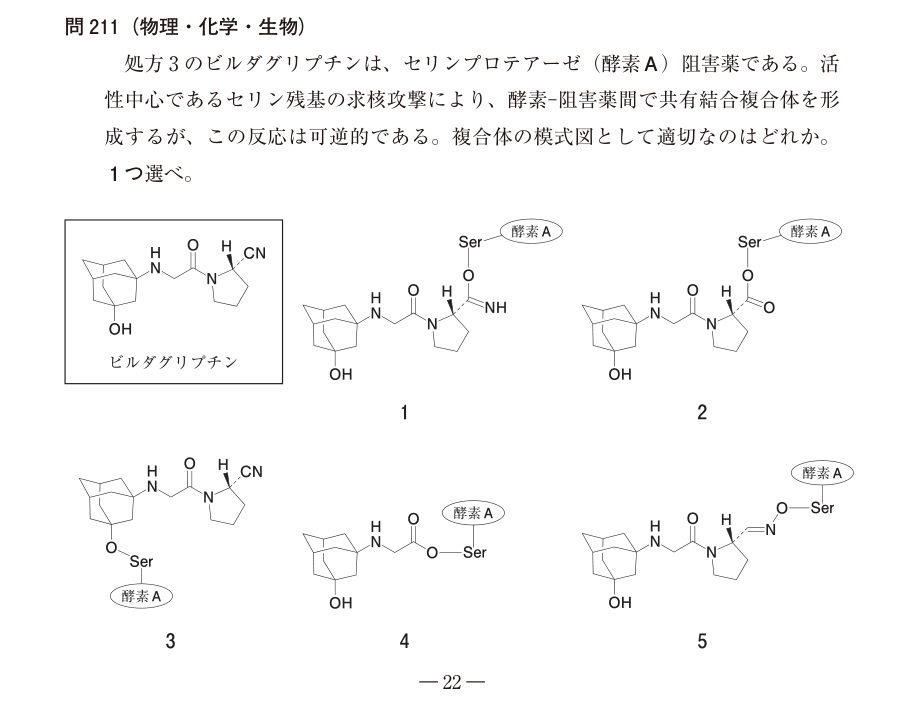 問 211（物理・化学・生物）
処方３のビルダグリプチンは、セリンプロテアーゼ（酵素A）阻害薬である。活
性中心であるセリン残基の求核攻撃により、酵素−阻害薬間で共有結合複合体を形
成するが、この反応は可逆的である。複合体の模式図として適切なのはどれか。
1つ選べ。
H
N
O
N
H
CN
OH
ビルダグリプチン
Ser
酵素A
O
H
N
O
N
H
NH
OH
1
Ser
酵素A
O
H
N
O
N
H
O
OH
2
H
N
O
N
H
CN
O
Ser
酵素A
3
H
N
O
O
Ser
酵素A
OH
4
H
N
O
N
H
N
O
Ser
酵素A
OH
5
— 22 —